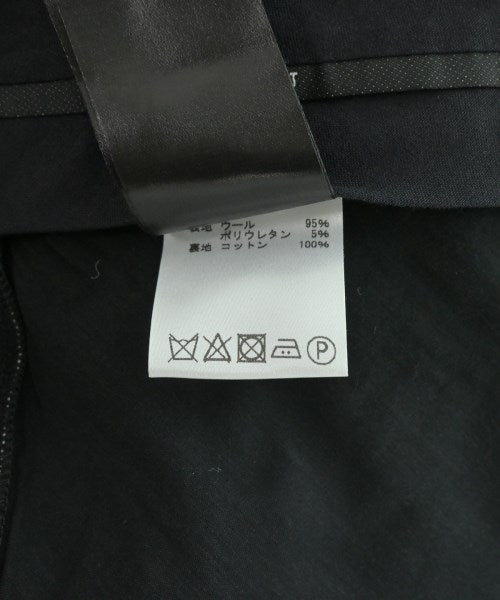 表地 ウール 95%
ポリウレタン 5%
裏地 コットン 100%
P